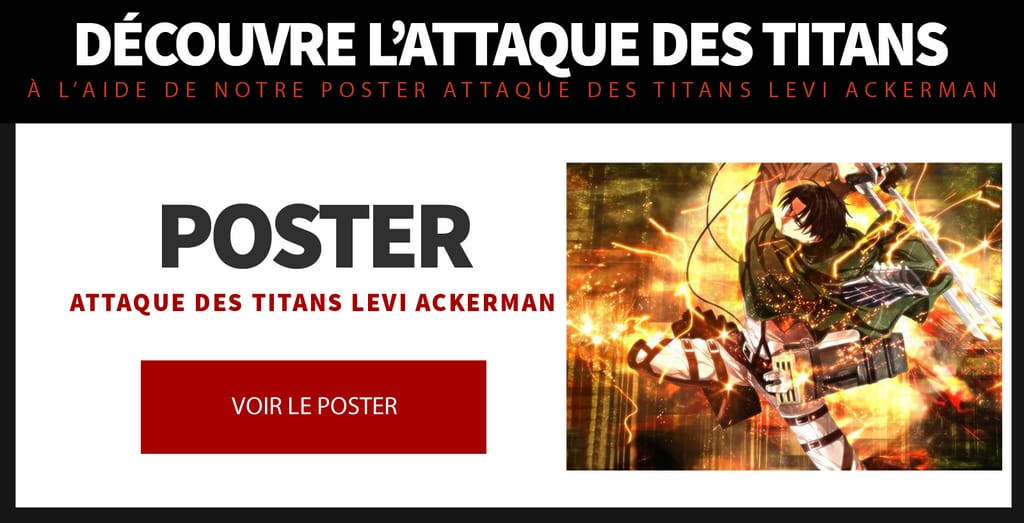 DÉCOUVRE L’ATTAQUE DES TITANS
À L’AIDE DE NOTRE POSTER ATTAQUE DES TITANS LEVI ACKERMAN
POSTER
ATTAQUE DES TITANS LEVI ACKERMAN
VOIR LE POSTER